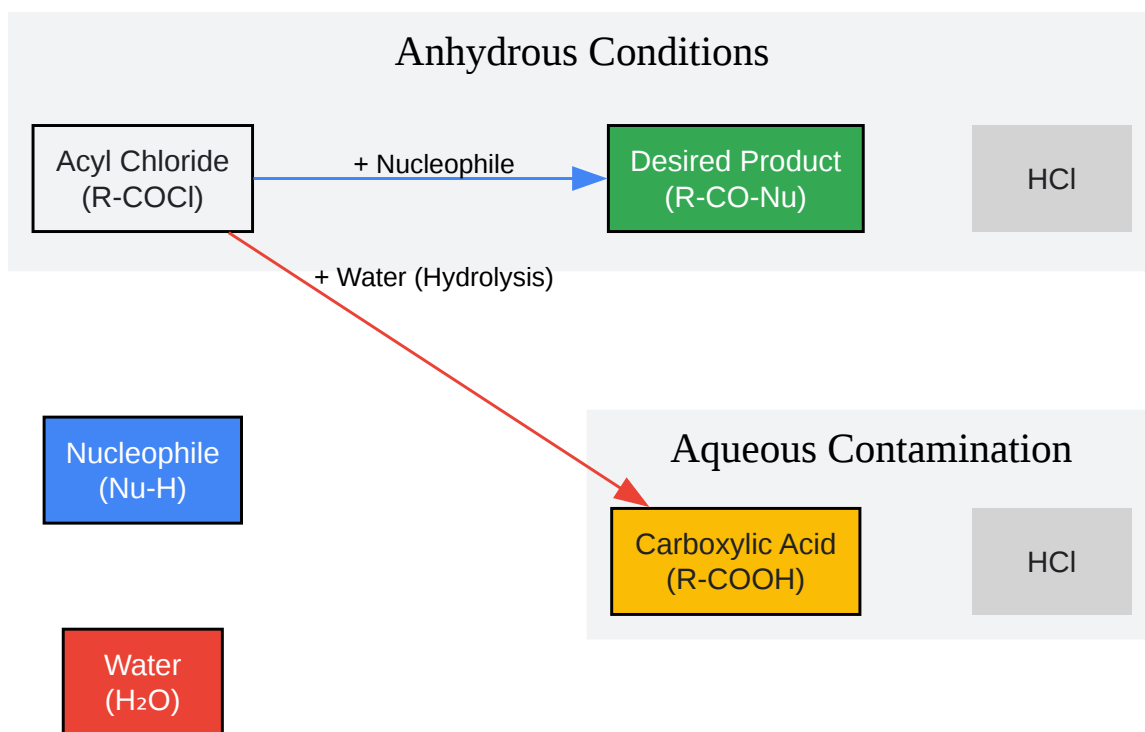 Anhydrous Conditions
Acyl Chloride
(R-COCl)
+ Nucleophile
Desired Product
(R-CO-Nu)
HCl
+ Water (Hydrolysis)
Nucleophile
(Nu-H)
Aqueous Contamination
Carboxylic Acid
(R-COOH)
HCl
Water
(H₂O)